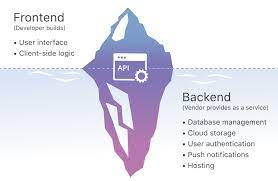 Frontend
(Developer builds)
• User interface
• Client-side logic
API
Backend
(Vendor provides as a service)
• Database management
• Cloud storage
• User authentication
• Push notifications
• Hosting